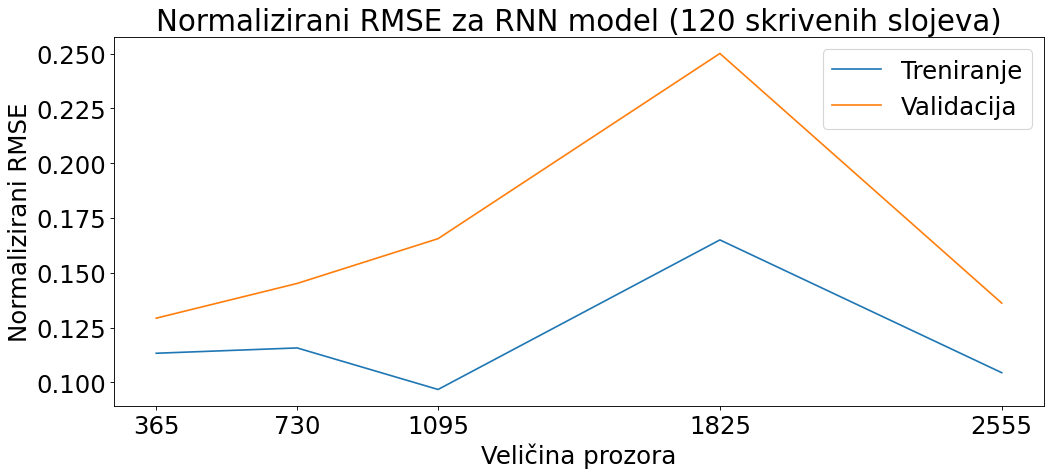 Normalizirani RMSE za RNN model (120 skrivenih slojeva)
Treniranje
Validacija
Normalizirani RMSE
0.250
0.225
0.200
0.175
0.150
0.125
0.100
365 730 1095 1825 2555
Veličina prozora